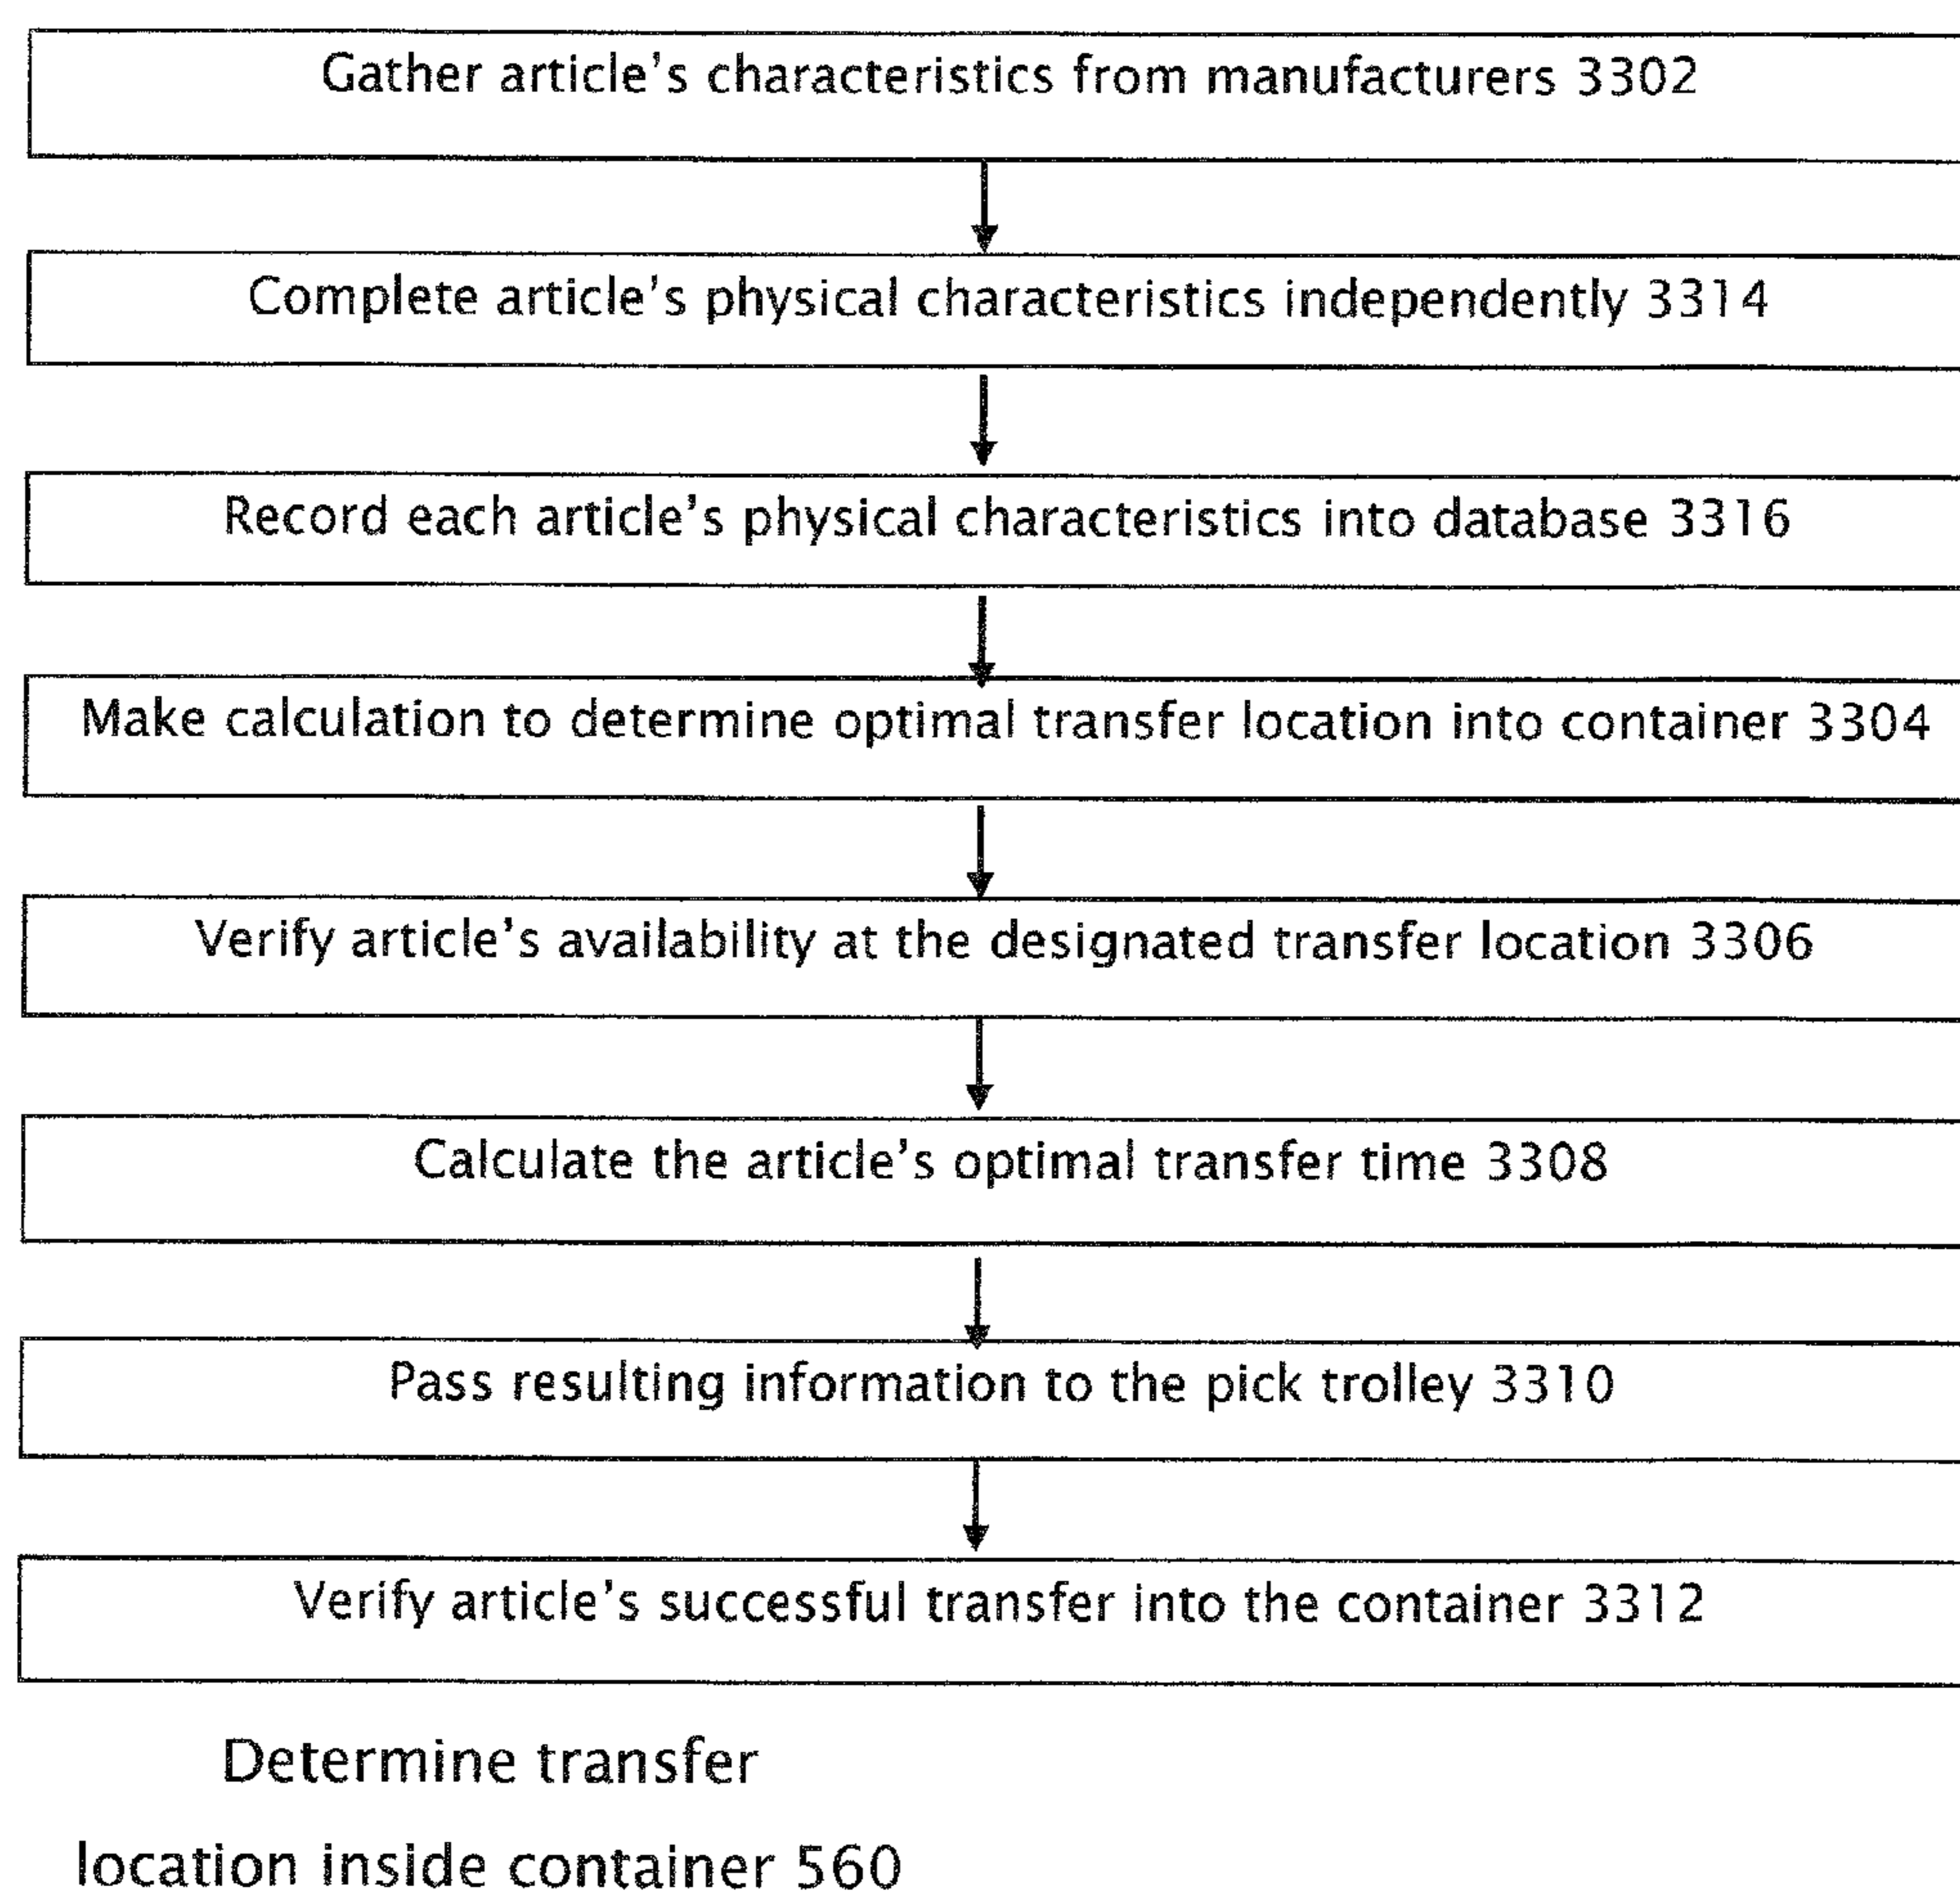 Gather article's characteristics from manufacturers 3302
Complete article's physical characteristics independently 3314
Record each article's physical characteristics into database 3316
Make calculation to determine optimal transfer location into container 3304
Verify article's availability at the designated transfer location 3306
Calculate the article's optimal transfer time 3308
Pass resulting information to the pick trolley 3310
Verify article's successful transfer into the container 3312
Determine transfer
location inside container 560